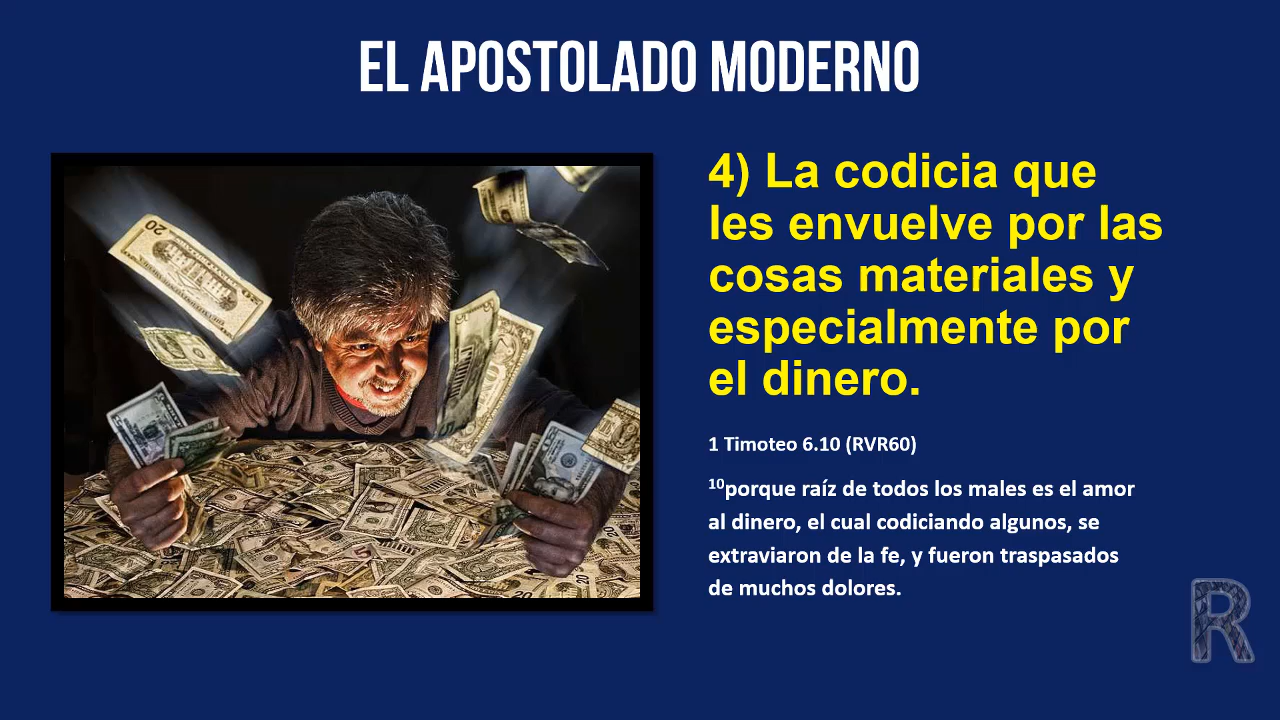 EL APOSTOLADO MODERNO
4) La codicia que
les envuelve por las
cosas materiales y
especialmente por
el dinero.
1 Timoteo 6.10 (RVR60)
10porque raíz de todos los males es el amor
al dinero, el cual codiciando algunos, se
extraviaron de la fe, y fueron traspasados
de muchos dolores.
20
R